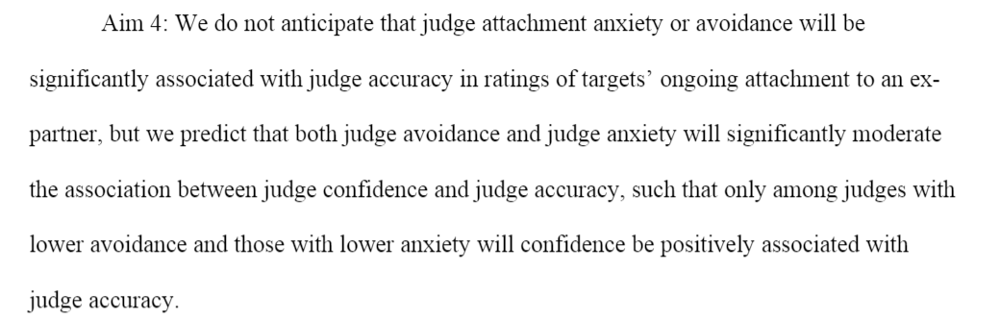 Aim 4: We do not anticipate that judge attachment anxiety or avoidance will be
significantly associated with judge accuracy in ratings of targets’ ongoing attachment to an ex-
partner, but we predict that both judge avoidance and judge anxiety will significantly moderate
the association between judge confidence and judge accuracy, such that only among judges with
lower avoidance and those with lower anxiety will confidence be positively associated with
judge accuracy.